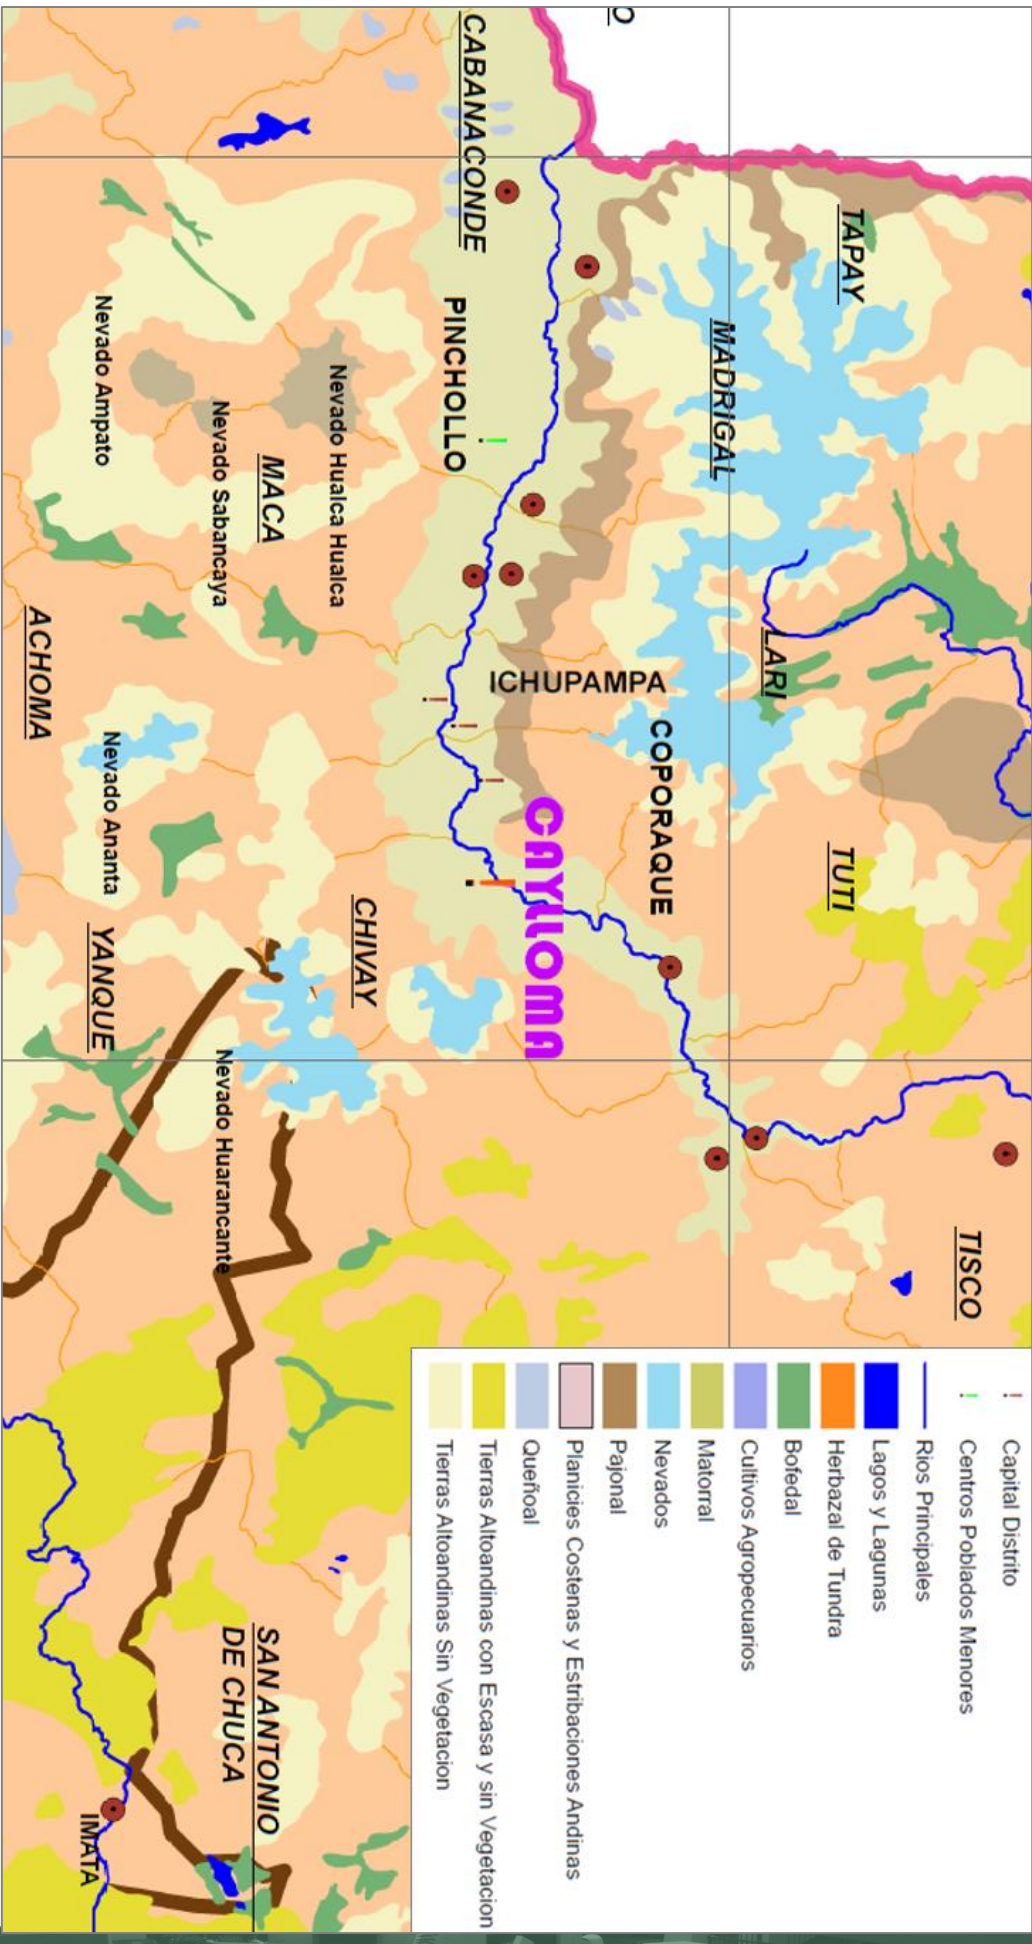 TISCO
TAPAY
TUTI
LARI
MADRIGAL
COPORAQUE
ICHUPAMPA
CAYLLOMA
CABANACONDE
PINCHOLLO
CHIVAY
Nevado Hualca Hualca
MACA
Nevado Sabancaya
Nevado Huarancante
SAN ANTONIO
DE CHUCA
Nevado Ampato
Nevado Ananta
YANQUE
IMATA
ACHOMA
Capital Distrito
Centros Poblados Menores
Rios Principales
Lagos y Lagunas
Herbazal de Tundra
Bofedal
Cultivos Agropecuarios
Matorral
Nevados
Pajonal
Planicies Costenas y Estribaciones Andinas
Queñoal
Tierras Altoandinas con Escasa y sin Vegetacion
Tierras Altoandinas Sin Vegetacion